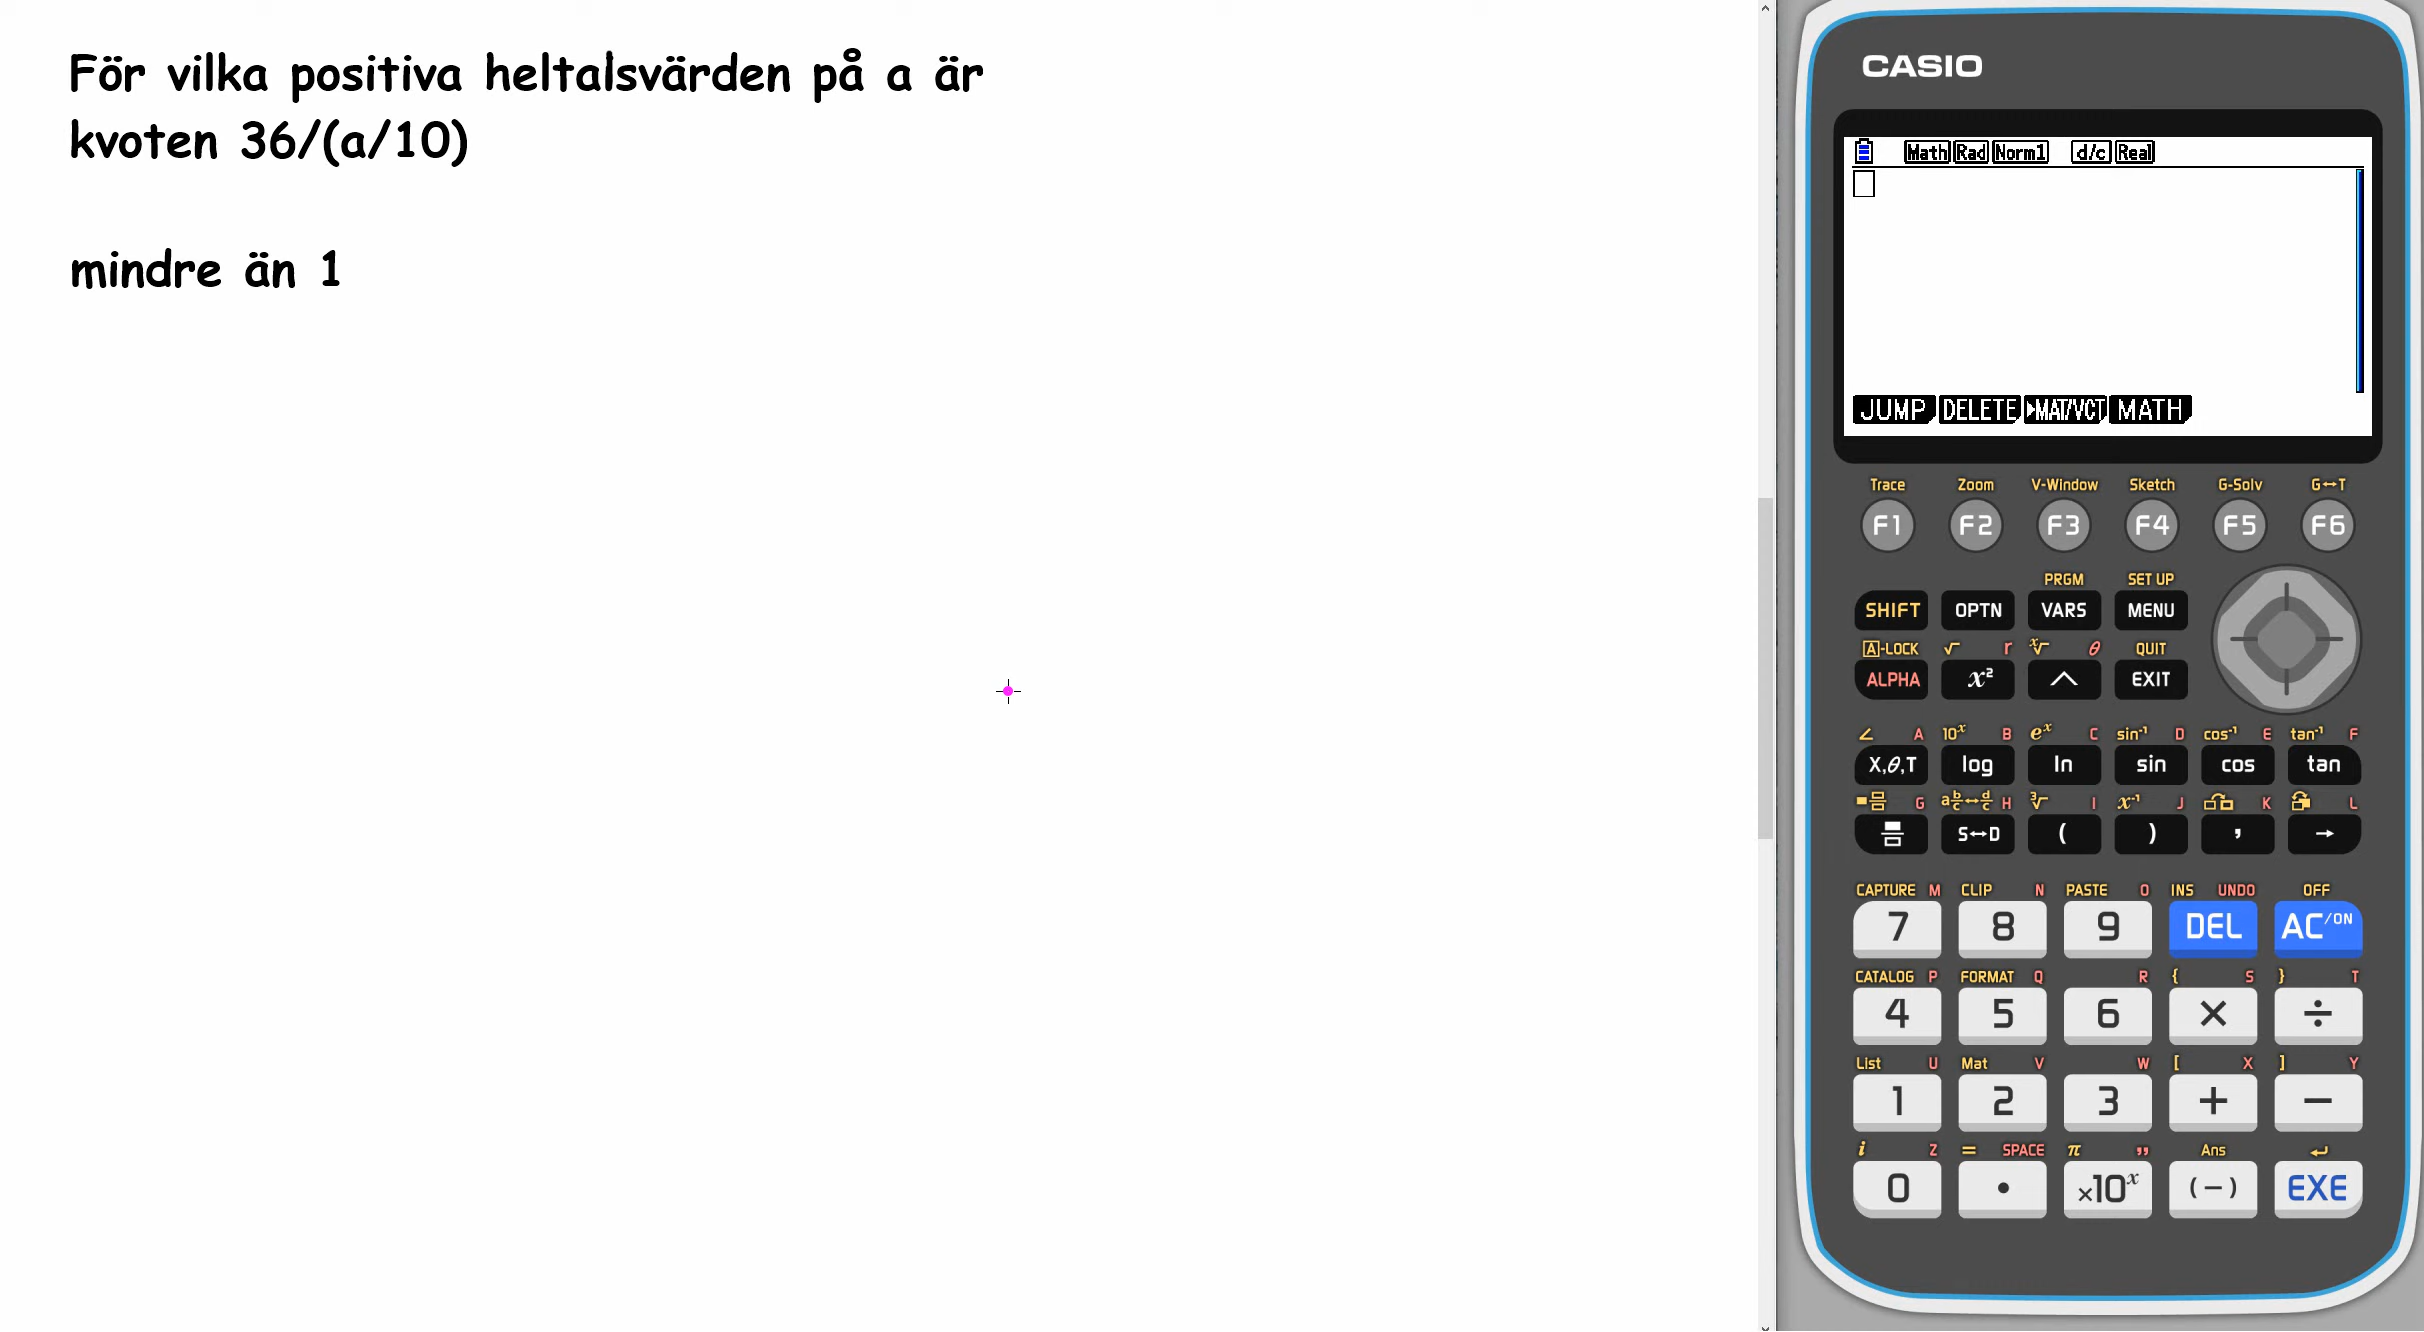 För vilka positiva heltalsvärden på a är
kvoten 36/(a/10)
mindre än 1
CASIO
Math Rad Norm1 d/c Real
JUMP DELETE ▶MAT/VCT MATH
Trace Zoom V-Window Sketch G-Solv G↔T
F1 F2 F3 F4 F5 F6
PRGM SET UP
SHIFT OPTN VARS MENU
A-LOCK √ r ˣ√ θ QUIT
ALPHA x² ^ EXIT
∠ A 10ˣ B eˣ C sin⁻¹ D cos⁻¹ E tan⁻¹ F
X,θ,T log ln sin cos tan
G a b/c↔d/c H ³√ I x⁻¹ J K L
S↔D ( ) , →
CAPTURE M CLIP N PASTE O INS UNDO OFF
7 8 9 DEL AC/ON
CATALOG P FORMAT Q R { S } T
4 5 6 × ÷
List U Mat V W [ X ] Y
1 2 3 + −
i Z = SPACE π " Ans ↵
0 • ×10ˣ (−) EXE